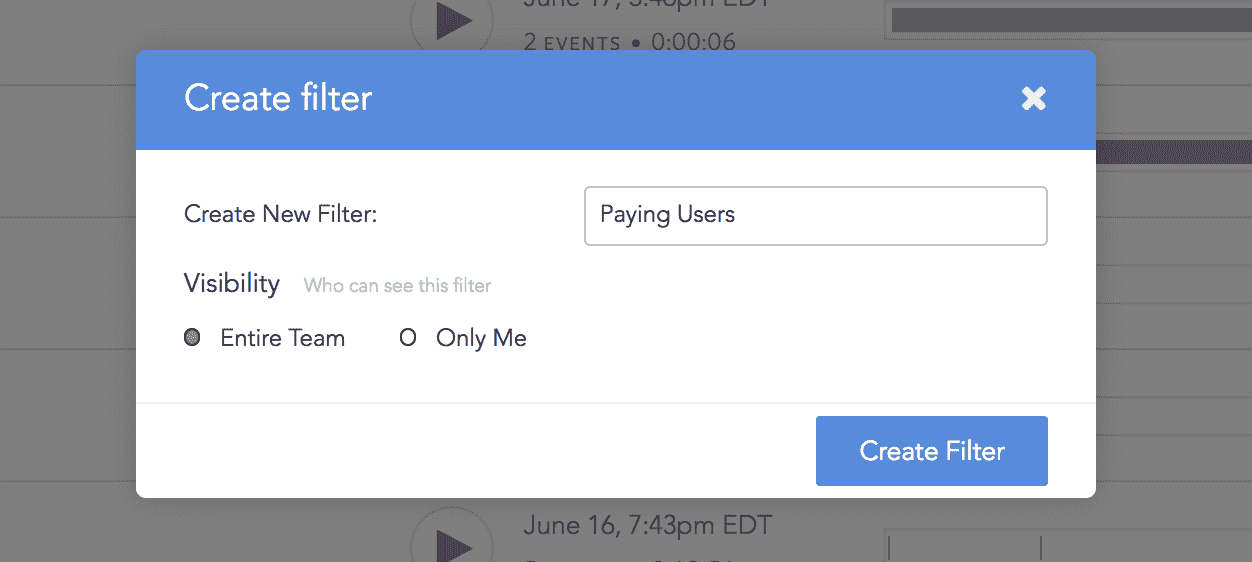 June 17, 3:48pm EDT
2 EVENTS • 0:00:06
Create filter
Create New Filter:
Paying Users
Visibility Who can see this filter
Entire Team Only Me
Create Filter
June 16, 7:43pm EDT